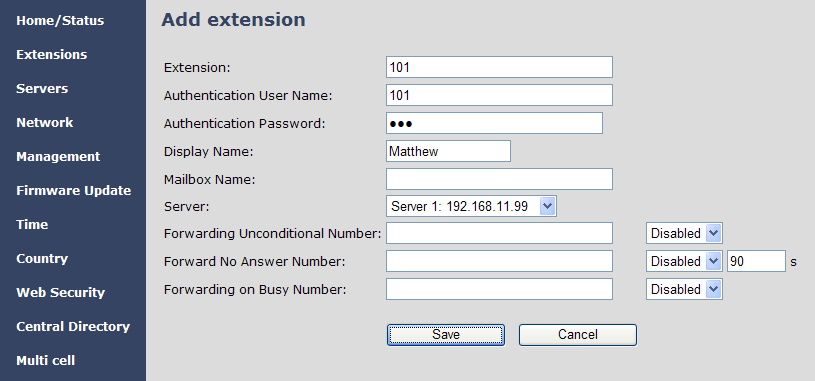 Home/Status
Extensions
Servers
Network
Management
Firmware Update
Time
Country
Web Security
Central Directory
Multi cell
Add extension
Extension: 101
Authentication User Name: 101
Authentication Password: ●●●
Display Name: Matthew
Mailbox Name:
Server: Server 1: 192.168.11.99
Forwarding Unconditional Number: Disabled
Forward No Answer Number: Disabled 90 s
Forwarding on Busy Number: Disabled
Save Cancel